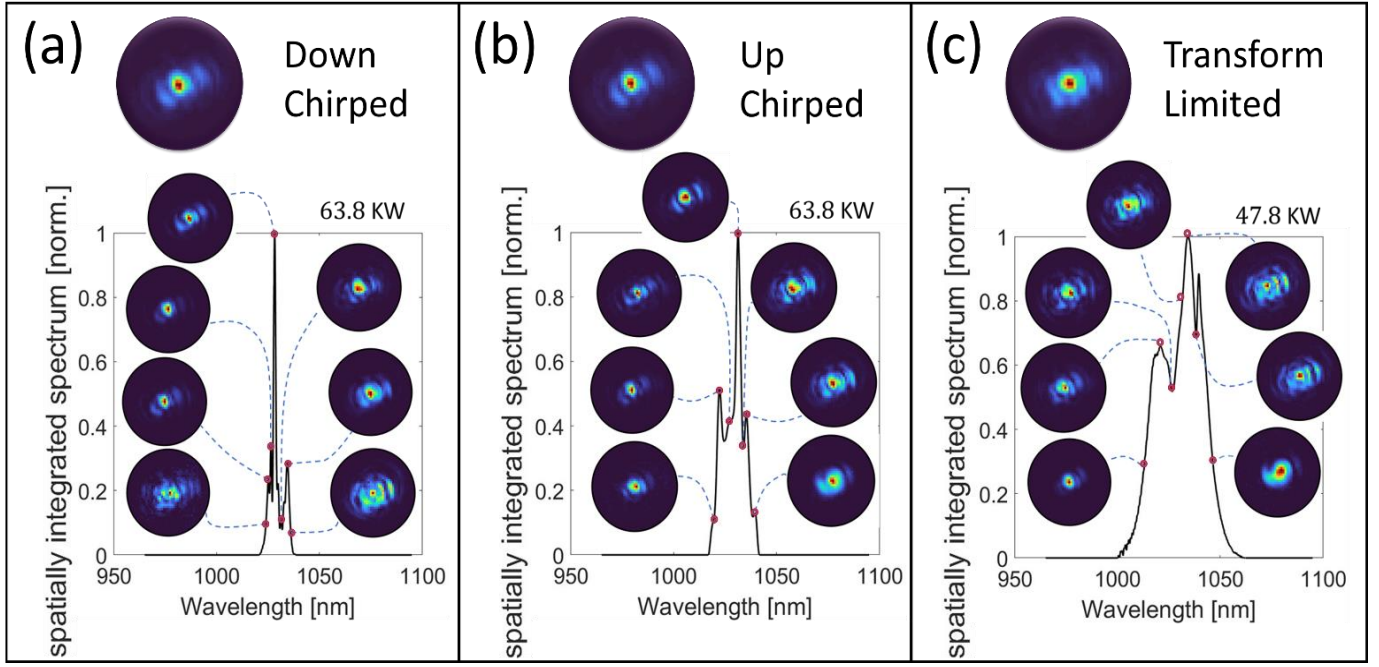 (a)
Down
Chirped
63.8 KW
spatially integrated spectrum [norm.]
1
0.8
0.6
0.4
0.2
0
950
1000
1050
1100
Wavelength [nm]
(b)
Up
Chirped
63.8 KW
spatially integrated spectrum [norm.]
1
0.8
0.6
0.4
0.2
0
950
1000
1050
1100
Wavelength [nm]
(c)
Transform
Limited
47.8 KW
spatially integrated spectrum [norm.]
1
0.8
0.6
0.4
0.2
0
950
1000
1050
1100
Wavelength [nm]